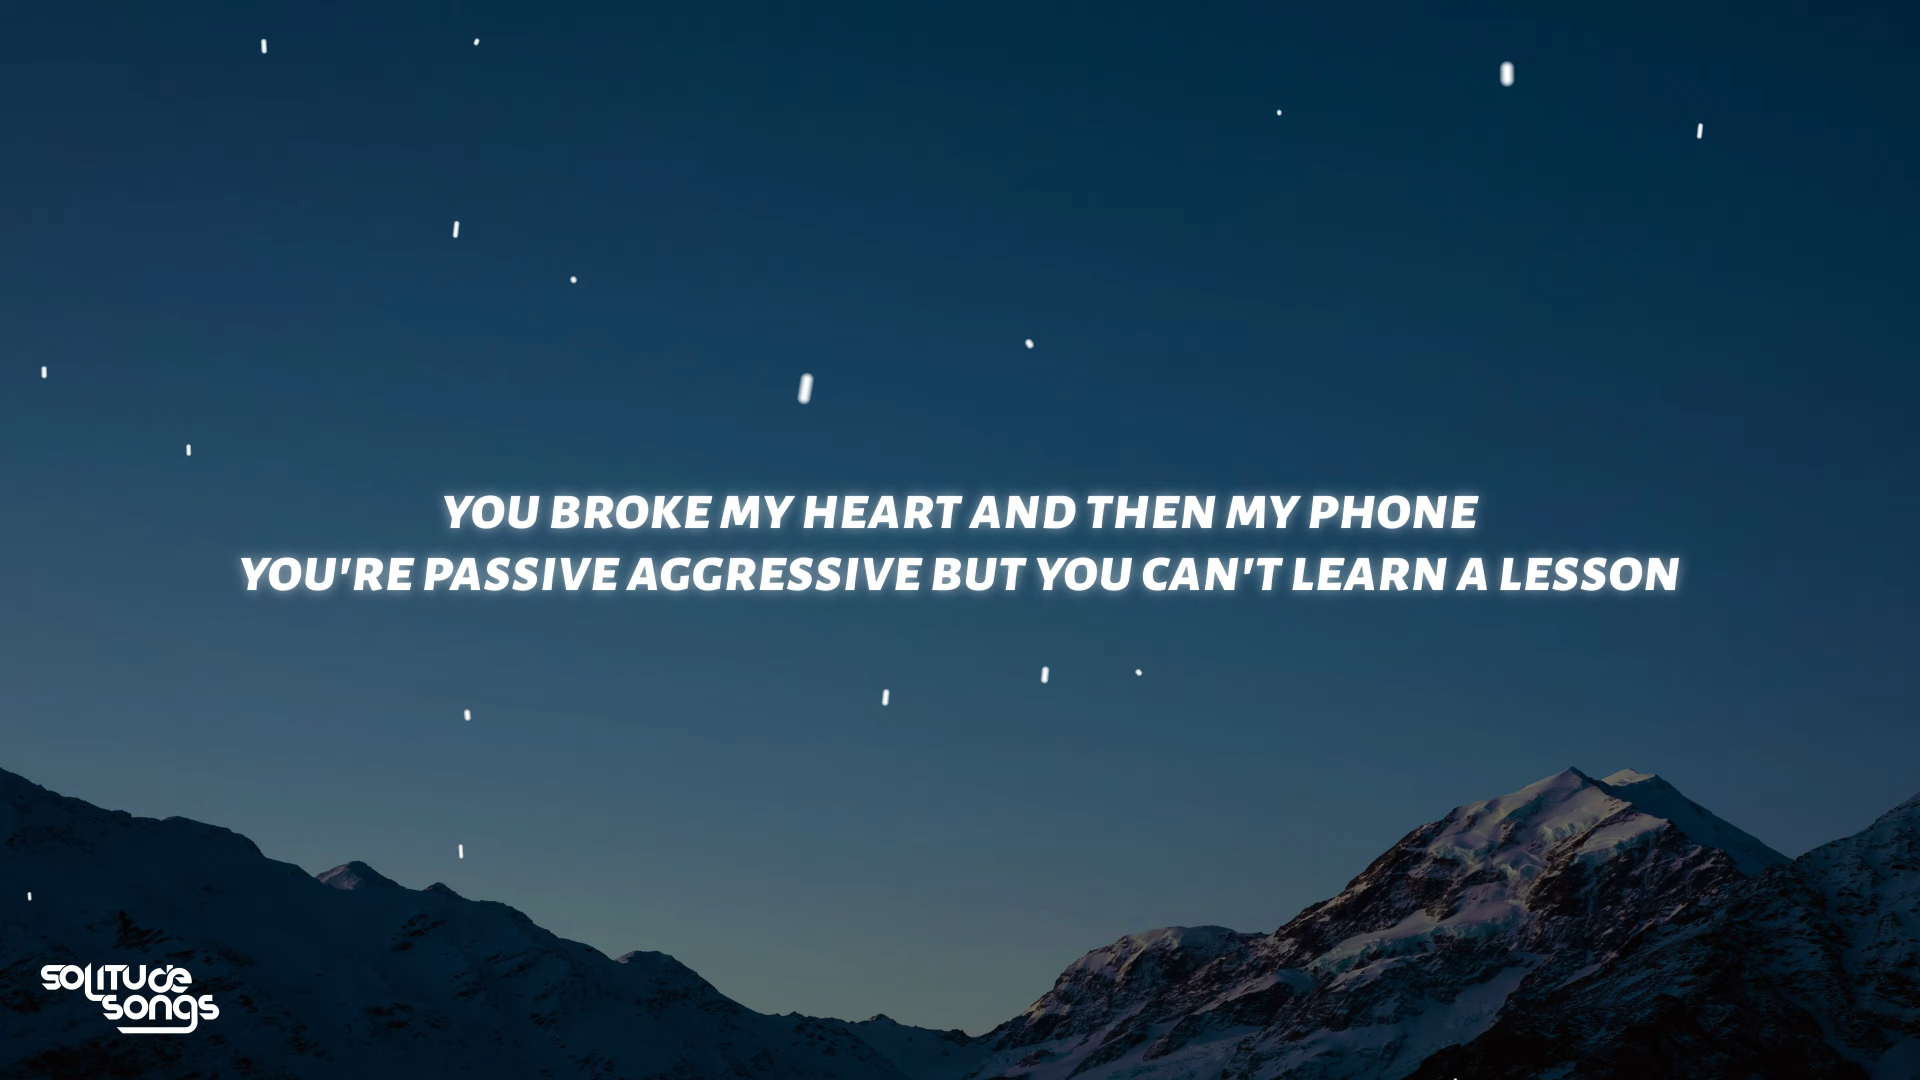 YOU BROKE MY HEART AND THEN MY PHONE
YOU'RE PASSIVE AGGRESSIVE BUT YOU CAN'T LEARN A LESSON
solitude
songs